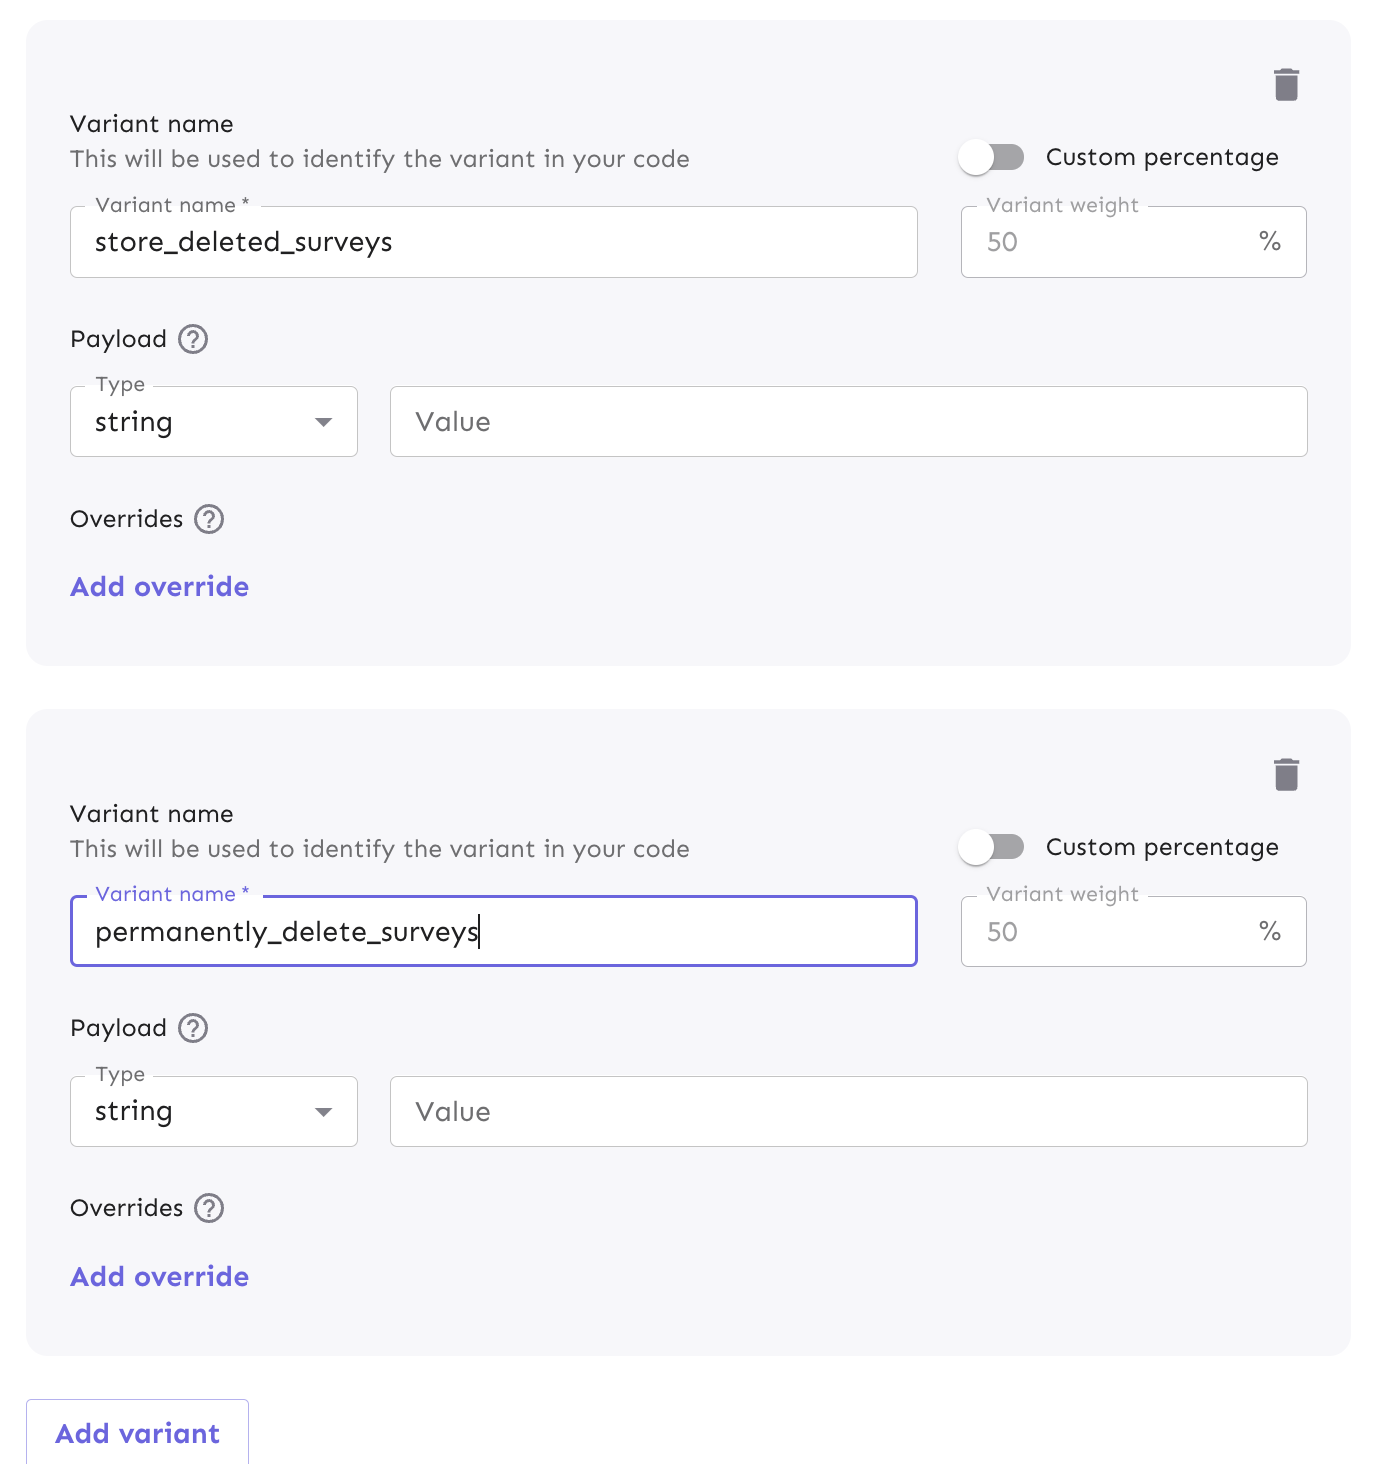 Variant name
This will be used to identify the variant in your code
Custom percentage
Variant name *
Variant weight
store_deleted_surveys
50 %
Payload ?
Type
string
Value
Overrides ?
Add override
Variant name
This will be used to identify the variant in your code
Custom percentage
Variant name *
Variant weight
permanently_delete_surveys
50 %
Payload ?
Type
string
Value
Overrides ?
Add override
Add variant